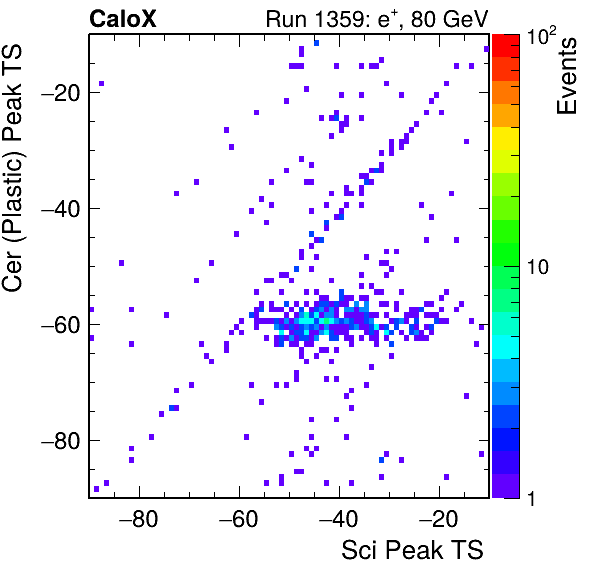 CaloX
Run 1359: e+, 80 GeV
Cer (Plastic) Peak TS
−20
−40
−60
−80
−80
−60
−40
−20
Sci Peak TS
10²
10
1
Events